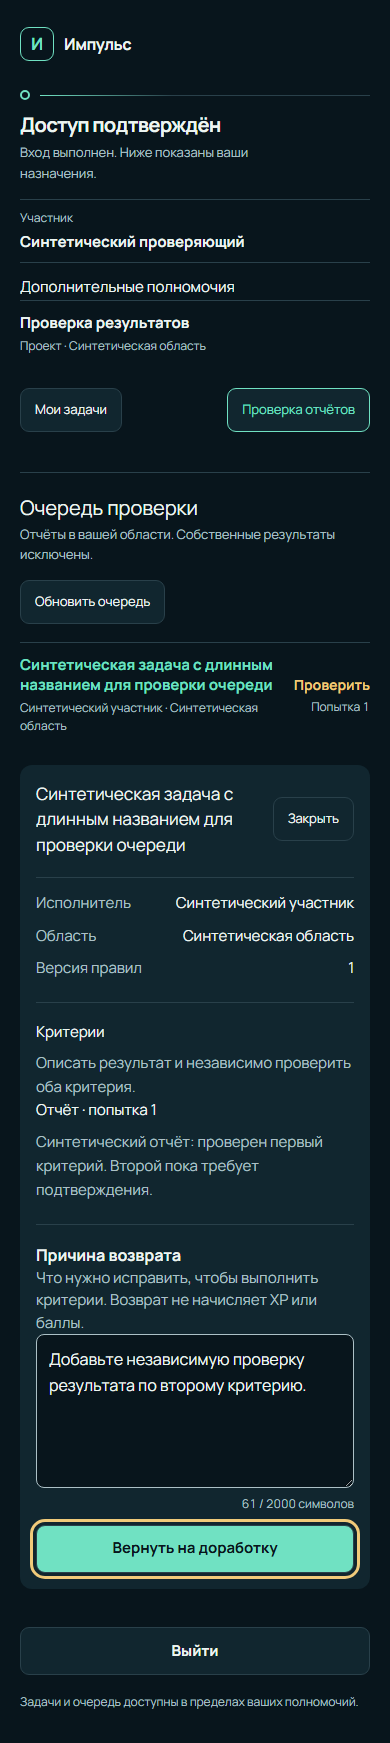 И Импульс
Доступ подтверждён
Вход выполнен. Ниже показаны ваши
назначения.
Участник
Синтетический проверяющий
Дополнительные полномочия
Проверка результатов
Проект · Синтетическая область
Мои задачи Проверка отчётов
Очередь проверки
Отчёты в вашей области. Собственные результаты
исключены.
Обновить очередь
Синтетическая задача с длинным
названием для проверки очереди
Проверить
Синтетический участник · Синтетическая
область
Попытка 1
Синтетическая задача с
длинным названием для
проверки очереди
Закрыть
Исполнитель Синтетический участник
Область Синтетическая область
Версия правил 1
Критерии
Описать результат и независимо проверить
оба критерия.
Отчёт · попытка 1
Синтетический отчёт: проверен первый
критерий. Второй пока требует
подтверждения.
Причина возврата
Что нужно исправить, чтобы выполнить
критерии. Возврат не начисляет XP или
баллы.
Добавьте независимую проверку
результата по второму критерию.
61 / 2000 символов
Вернуть на доработку
Выйти
Задачи и очередь доступны в пределах ваших полномочий.